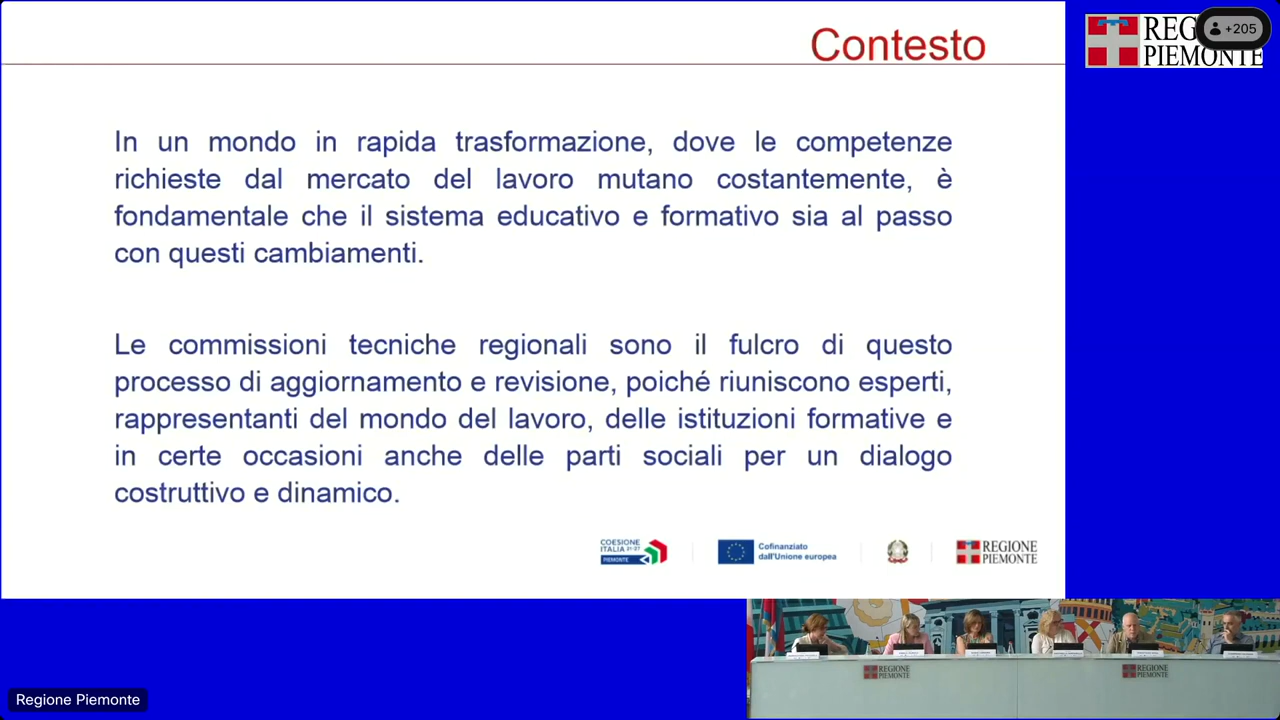 Contesto
REGIONE
PIEMONTE
+205
In un mondo in rapida trasformazione, dove le competenze
richieste dal mercato del lavoro mutano costantemente, è
fondamentale che il sistema educativo e formativo sia al passo
con questi cambiamenti.
Le commissioni tecniche regionali sono il fulcro di questo
processo di aggiornamento e revisione, poiché riuniscono esperti,
rappresentanti del mondo del lavoro, delle istituzioni formative e
in certe occasioni anche delle parti sociali per un dialogo
costruttivo e dinamico.
COESIONE
ITALIA 21-27
PIEMONTE
Cofinanziato
dall'Unione europea
REGIONE
PIEMONTE
REGIONE
PIEMONTE
REGIONE
PIEMONTE
Regione Piemonte